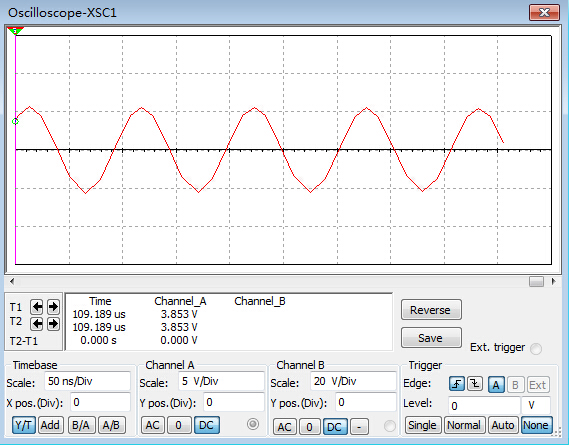 Oscilloscope-XSC1
Time Channel_A Channel_B
T1 109.189 us 3.853 V
T2 109.189 us 3.853 V
T2-T1 0.000 s 0.000 V
Reverse
Save
Ext. trigger
Timebase
Scale: 50 ns/Div
X pos.(Div): 0
Y/T Add B/A A/B
Channel A
Scale: 5 V/Div
Y pos.(Div): 0
AC 0 DC
Channel B
Scale: 20 V/Div
Y pos.(Div): 0
AC 0 DC -
Trigger
Edge: A B Ext
Level: 0 V
Single Normal Auto None